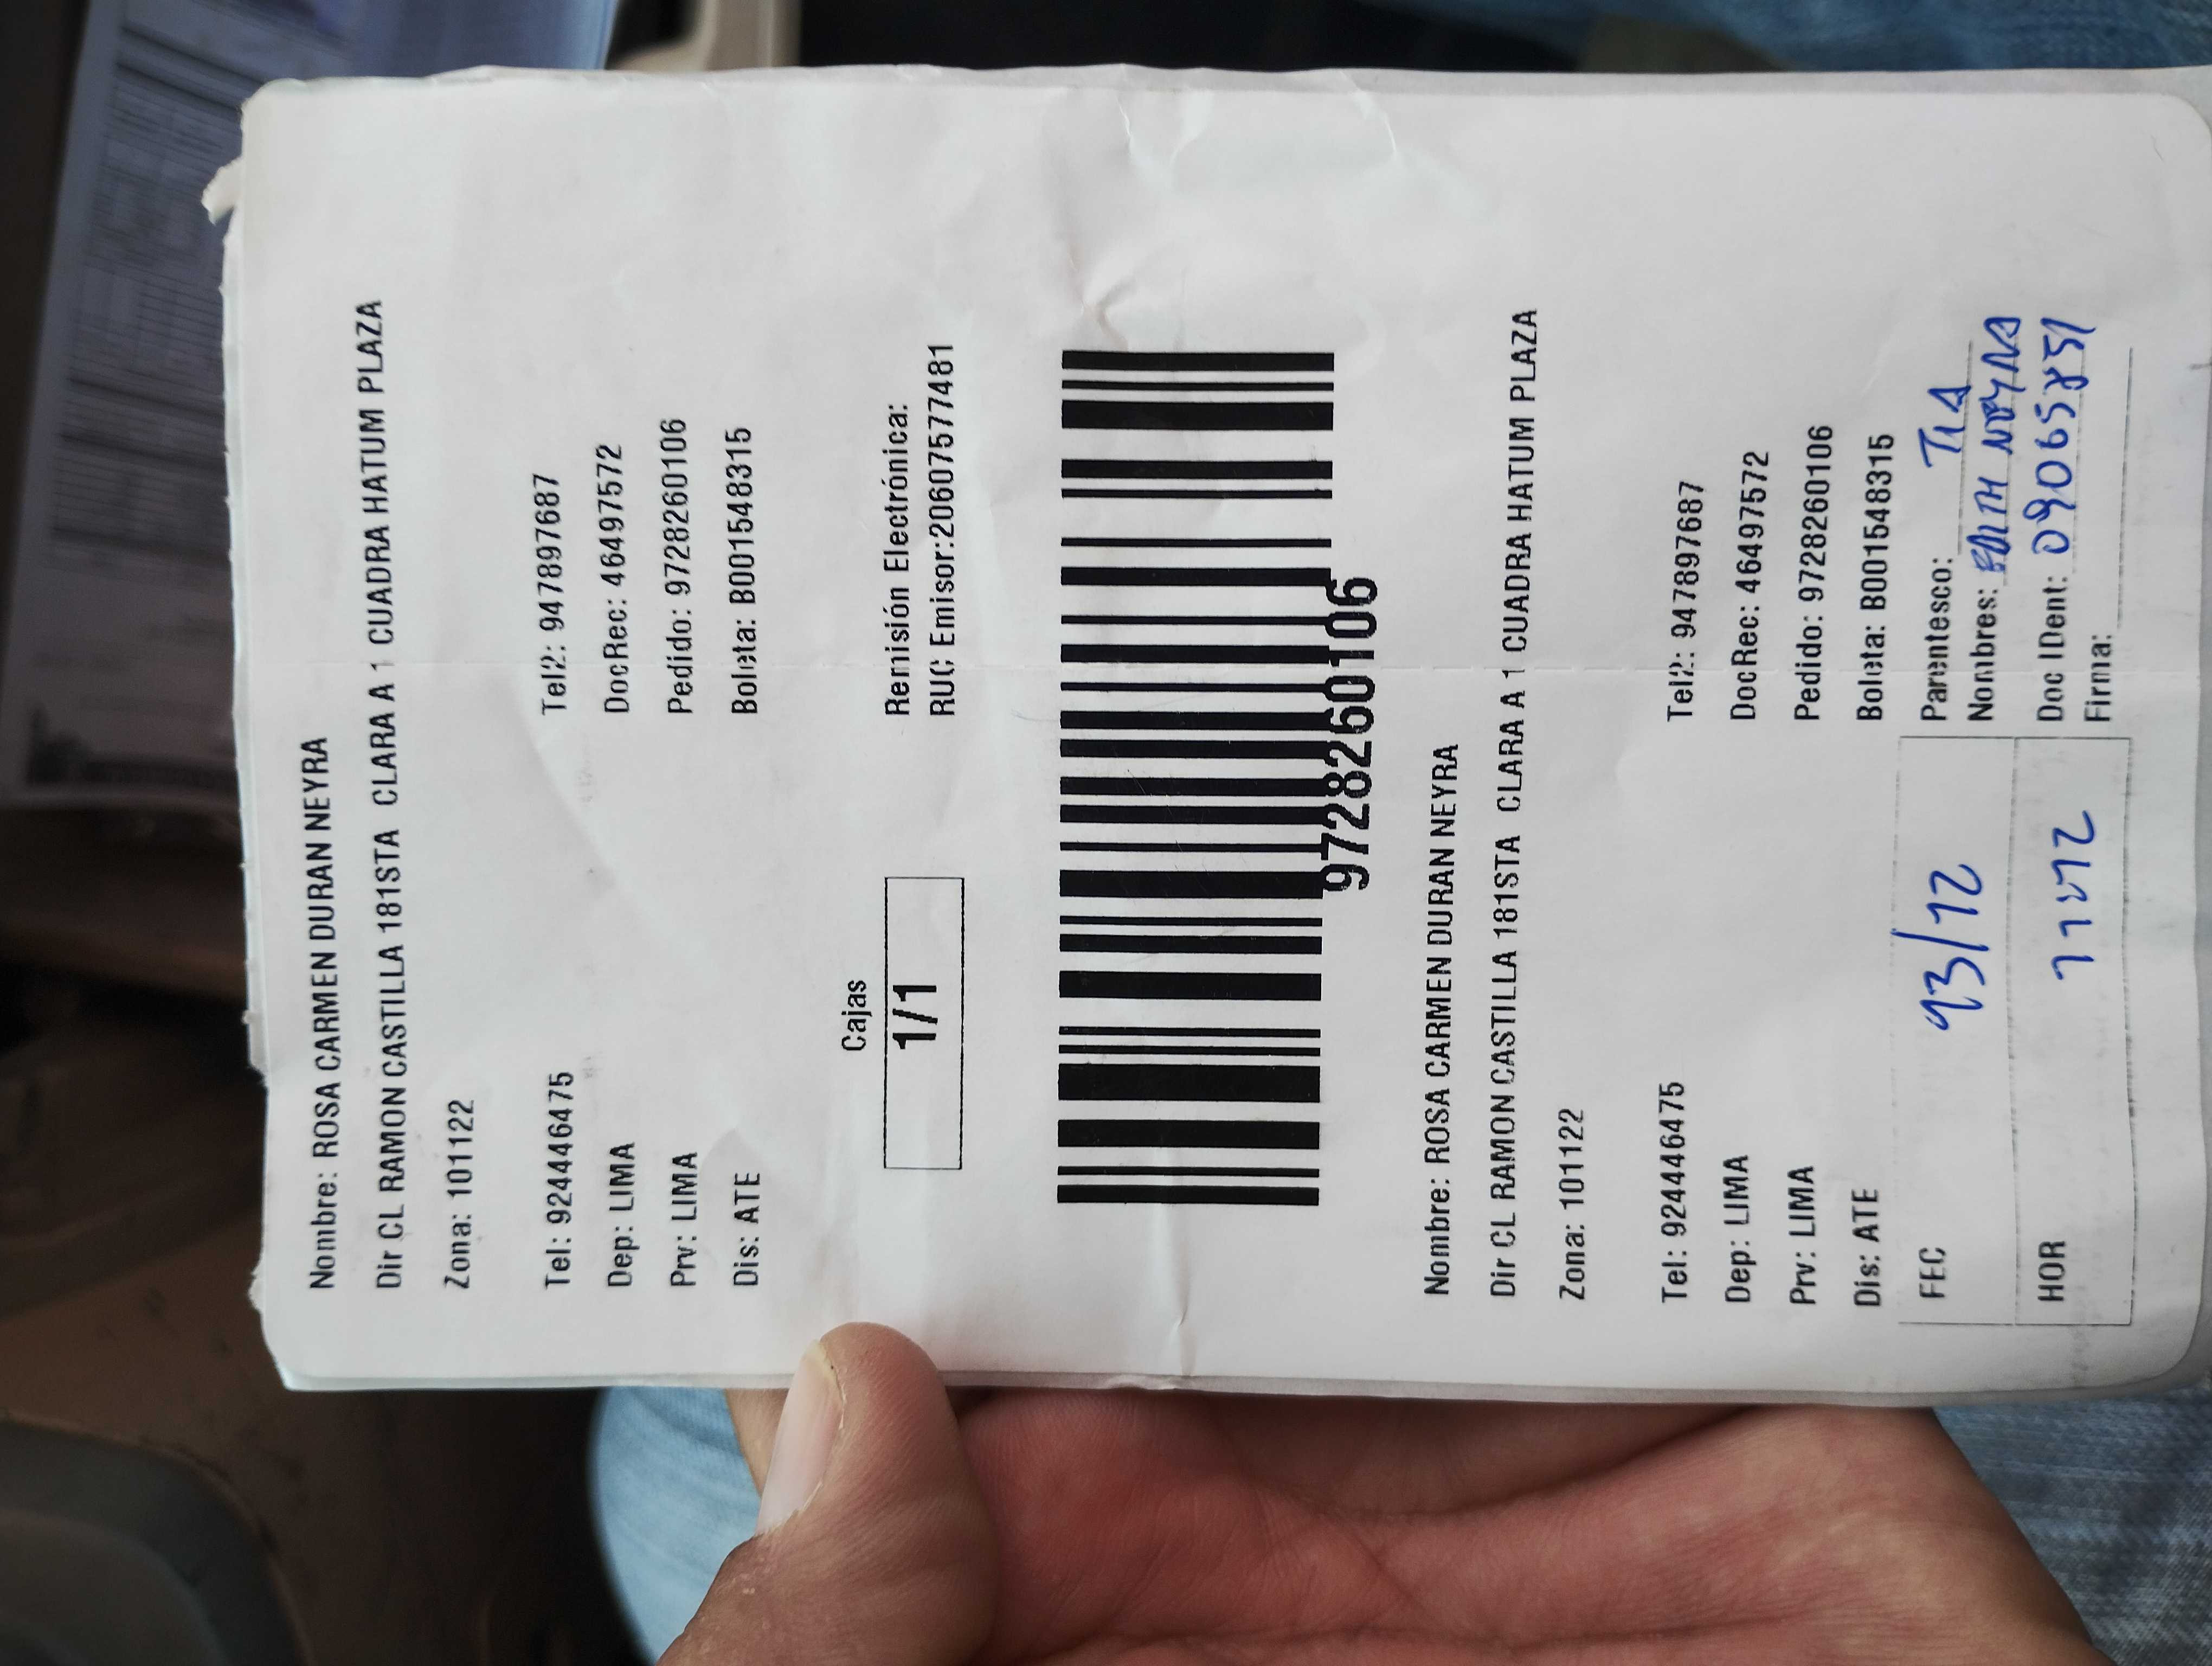 Nombre: ROSA CARMEN DURAN NEYRA
Dir CL RAMON CASTILLA 181STA CLARA A 1 CUADRA HATUM PLAZA
Zona: 101122
Tel: 924446475 Tel2: 947897687
Dep: LIMA DocRec: 46497572
Prv: LIMA Pedido: 9728260106
Dis: ATE Boleta: B001548315
Cajas
1/1
Remisión Electrónica:
RUC Emisor:20607577481
9728260106
Nombre: ROSA CARMEN DURAN NEYRA
Dir CL RAMON CASTILLA 181STA CLARA A 1 CUADRA HATUM PLAZA
Zona: 101122
Tel: 924446475 Tel2: 947897687
Dep: LIMA DocRec: 46497572
Prv: LIMA Pedido: 9728260106
Dis: ATE Boleta: B001548315
FEC
Parentesco: TIA
Nombres:
HOR
Doc IDent:
Firma: